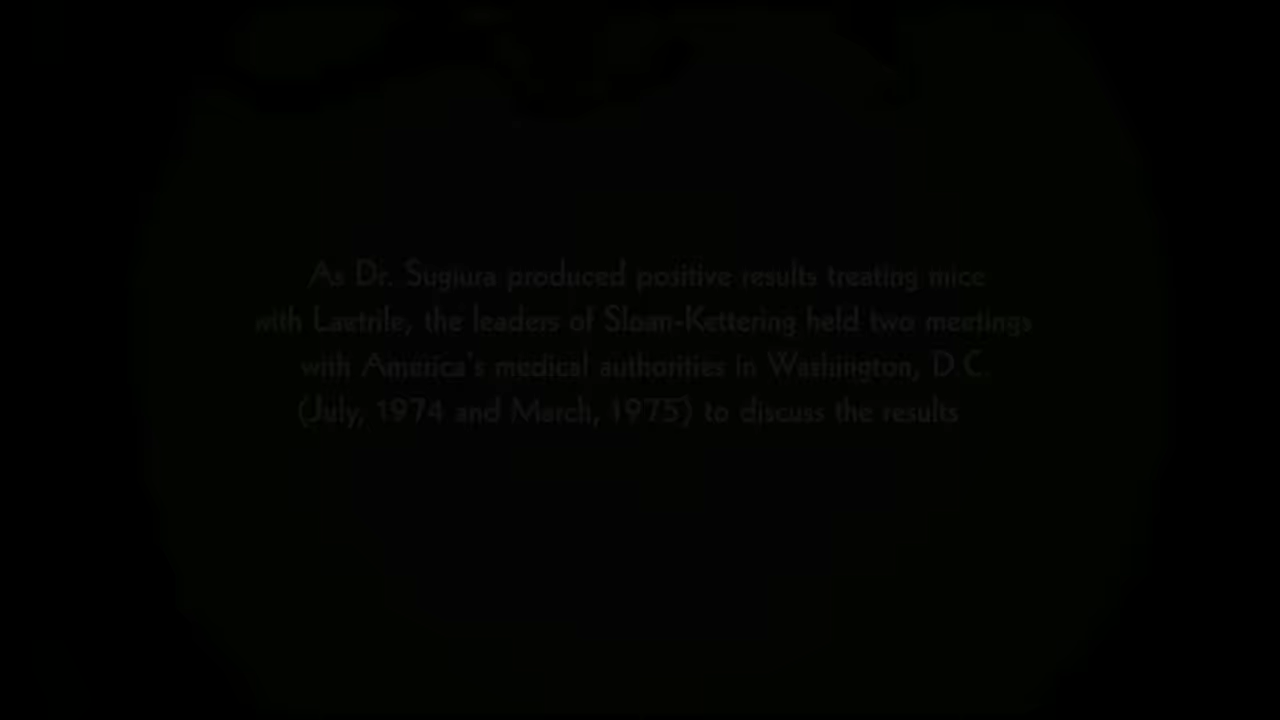 As Dr. Sugiura produced positive results treating mice
with Laetrile, the leaders of Sloan-Kettering held two meetings
with America's medical authorities in Washington, D.C.
(July, 1974 and March, 1975) to discuss the results